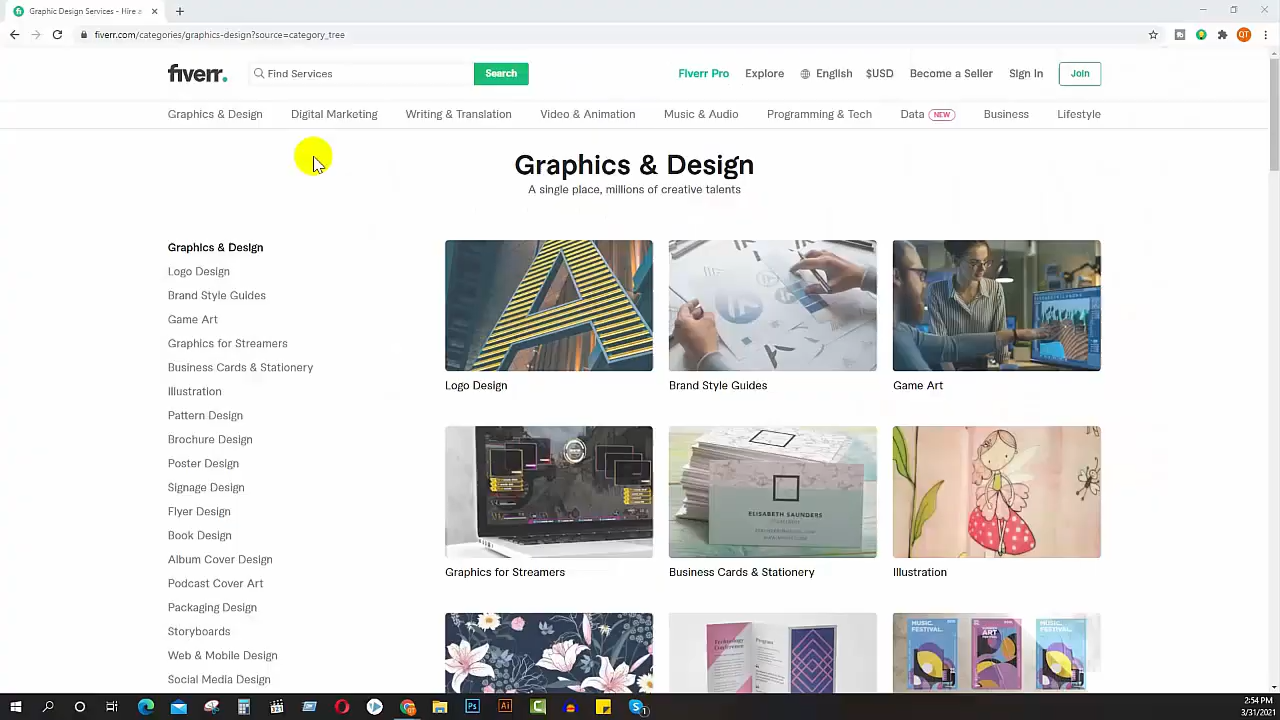 Graphic Design Services - Hire a
fiverr.com/categories/graphics-design?source=category_tree
QT
fiverr.
Find Services
Search
Fiverr Pro
Explore
English
$USD
Become a Seller
Sign In
Join
Graphics & Design
Digital Marketing
Writing & Translation
Video & Animation
Music & Audio
Programming & Tech
Data NEW
Business
Lifestyle
Graphics & Design
A single place, millions of creative talents
Graphics & Design
Logo Design
Brand Style Guides
Game Art
Graphics for Streamers
Business Cards & Stationery
Illustration
Pattern Design
Brochure Design
Poster Design
Signage Design
Flyer Design
Book Design
Album Cover Design
Podcast Cover Art
Packaging Design
Storyboards
Web & Mobile Design
Social Media Design
A
Logo Design
Brand Style Guides
Game Art
ELISABETH SAUNDERS
Graphics for Streamers
Business Cards & Stationery
Illustration
Technology
Conference
Program
MUSIC.
FESTIVAL.
ART
MUSIC.
FESTIVAL.
Ps
Ai
2:54 PM
3/31/2021